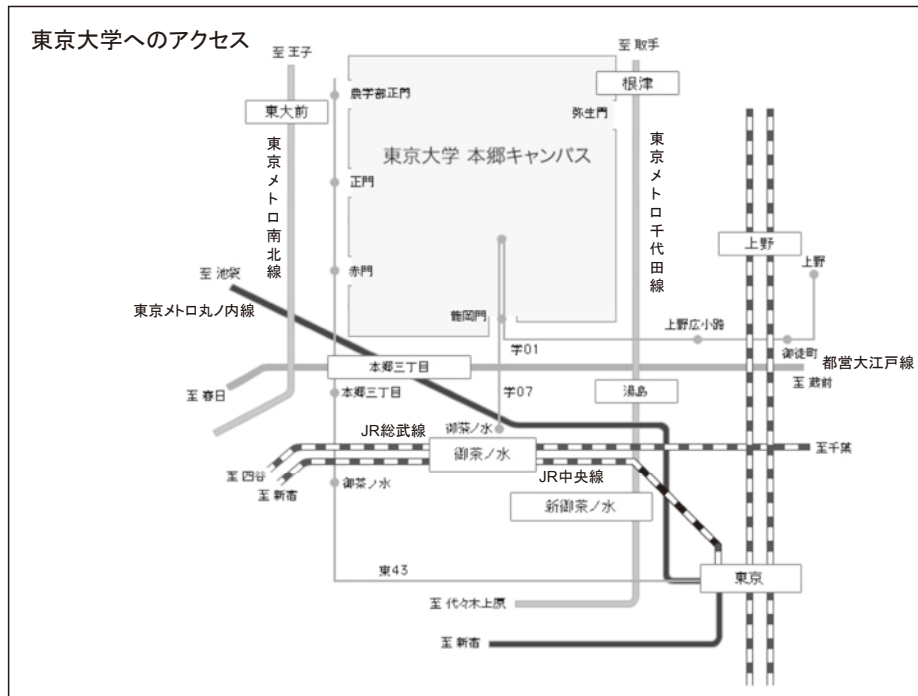 東京大学へのアクセス
至 王子
至 取手
東大前
農学部正門
根津
弥生門
東京大学 本郷キャンパス
東京メトロ南北線
東京メトロ千代田線
正門
上野
上野
至 池袋
赤門
東京メトロ丸ノ内線
龍岡門
上野広小路
学01
御徒町
本郷三丁目
都営大江戸線
至 蔵前
至 春日
本郷三丁目
学07
湯島
御茶ノ水
JR総武線
御茶ノ水
至千葉
至 四谷
至 新宿
御茶ノ水
JR中央線
新御茶ノ水
東43
東京
至 代々木上原
至 新宿